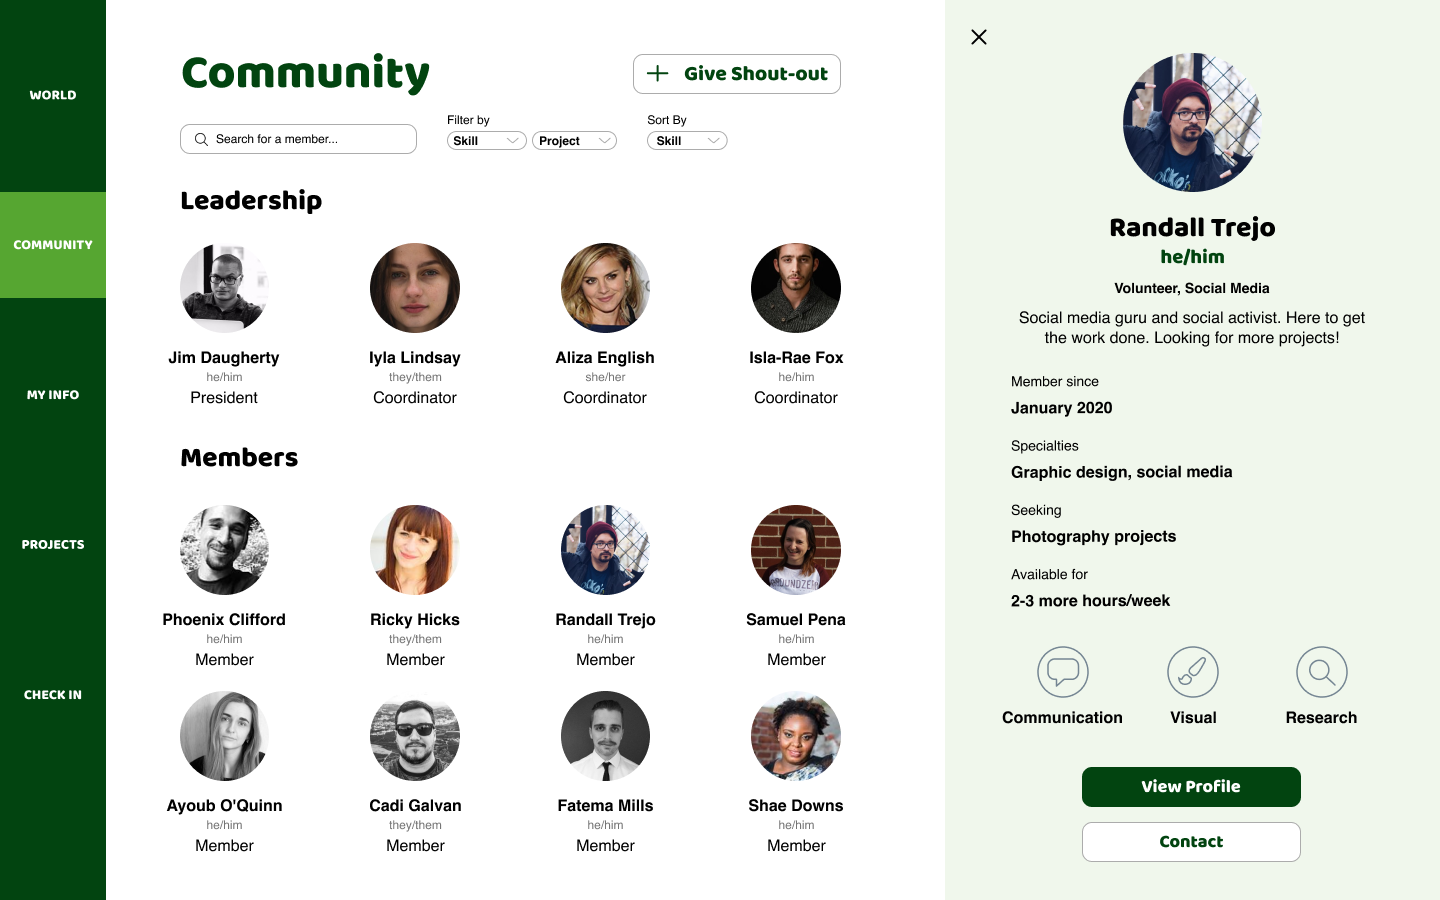 WORLD
COMMUNITY
MY INFO
PROJECTS
CHECK IN
Community
Give Shout-out
Search for a member...
Filter by
Skill
Project
Sort By
Skill
Leadership
Jim Daugherty
he/him
President
Iyla Lindsay
they/them
Coordinator
Aliza English
she/her
Coordinator
Isla-Rae Fox
he/him
Coordinator
Members
Phoenix Clifford
he/him
Member
Ricky Hicks
they/them
Member
Randall Trejo
he/him
Member
Samuel Pena
he/him
Member
Ayoub O'Quinn
he/him
Member
Cadi Galvan
they/them
Member
Fatema Mills
he/him
Member
Shae Downs
he/him
Member
Randall Trejo
he/him
Volunteer, Social Media
Social media guru and social activist. Here to get
the work done. Looking for more projects!
Member since
January 2020
Specialties
Graphic design, social media
Seeking
Photography projects
Available for
2-3 more hours/week
Communication
Visual
Research
View Profile
Contact